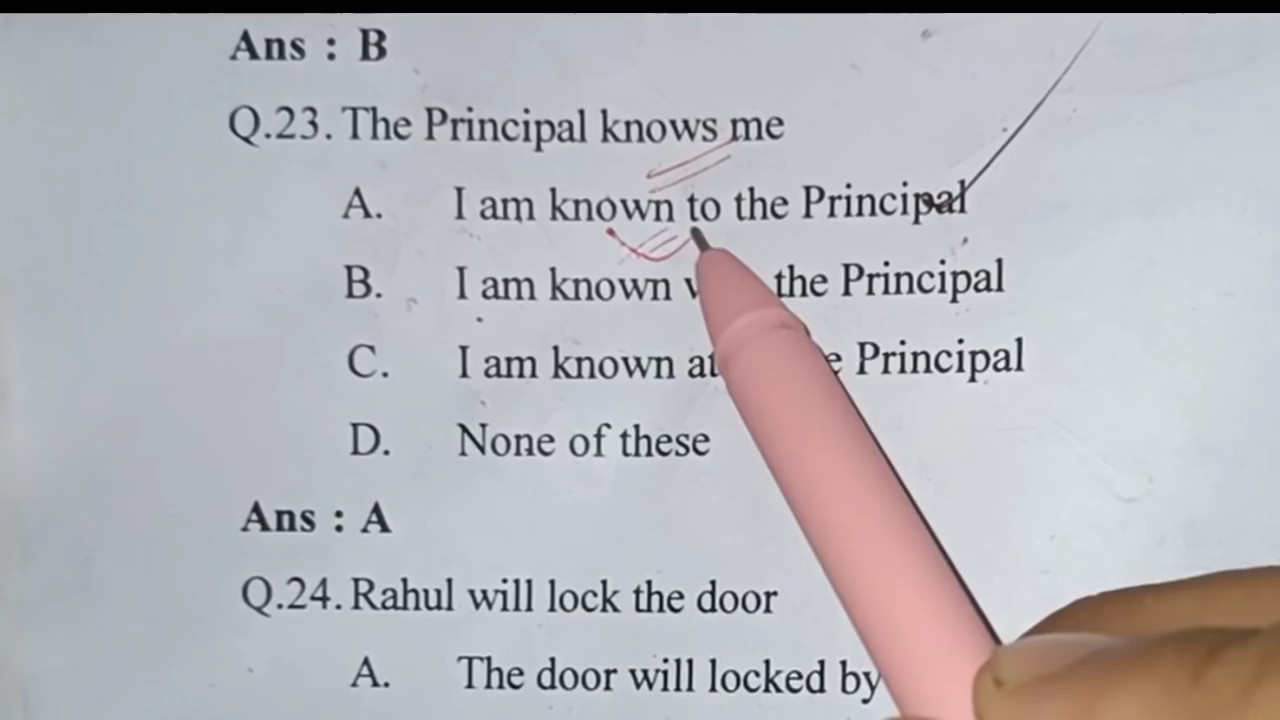 Ans : B
Q.23. The Principal knows me
A. I am known to the Principal
B. I am known the Principal
C. I am known at Principal
D. None of these
Ans : A
Q.24. Rahul will lock the door
A. The door will locked by